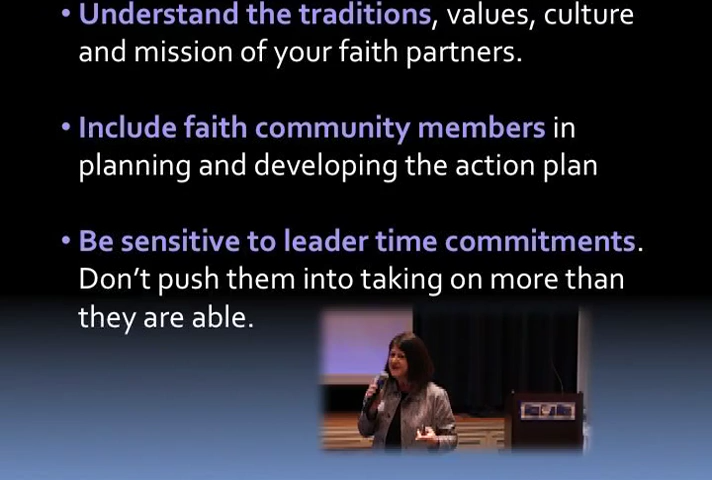 • Understand the traditions, values, culture
and mission of your faith partners.
• Include faith community members in
planning and developing the action plan
• Be sensitive to leader time commitments.
Don't push them into taking on more than
they are able.